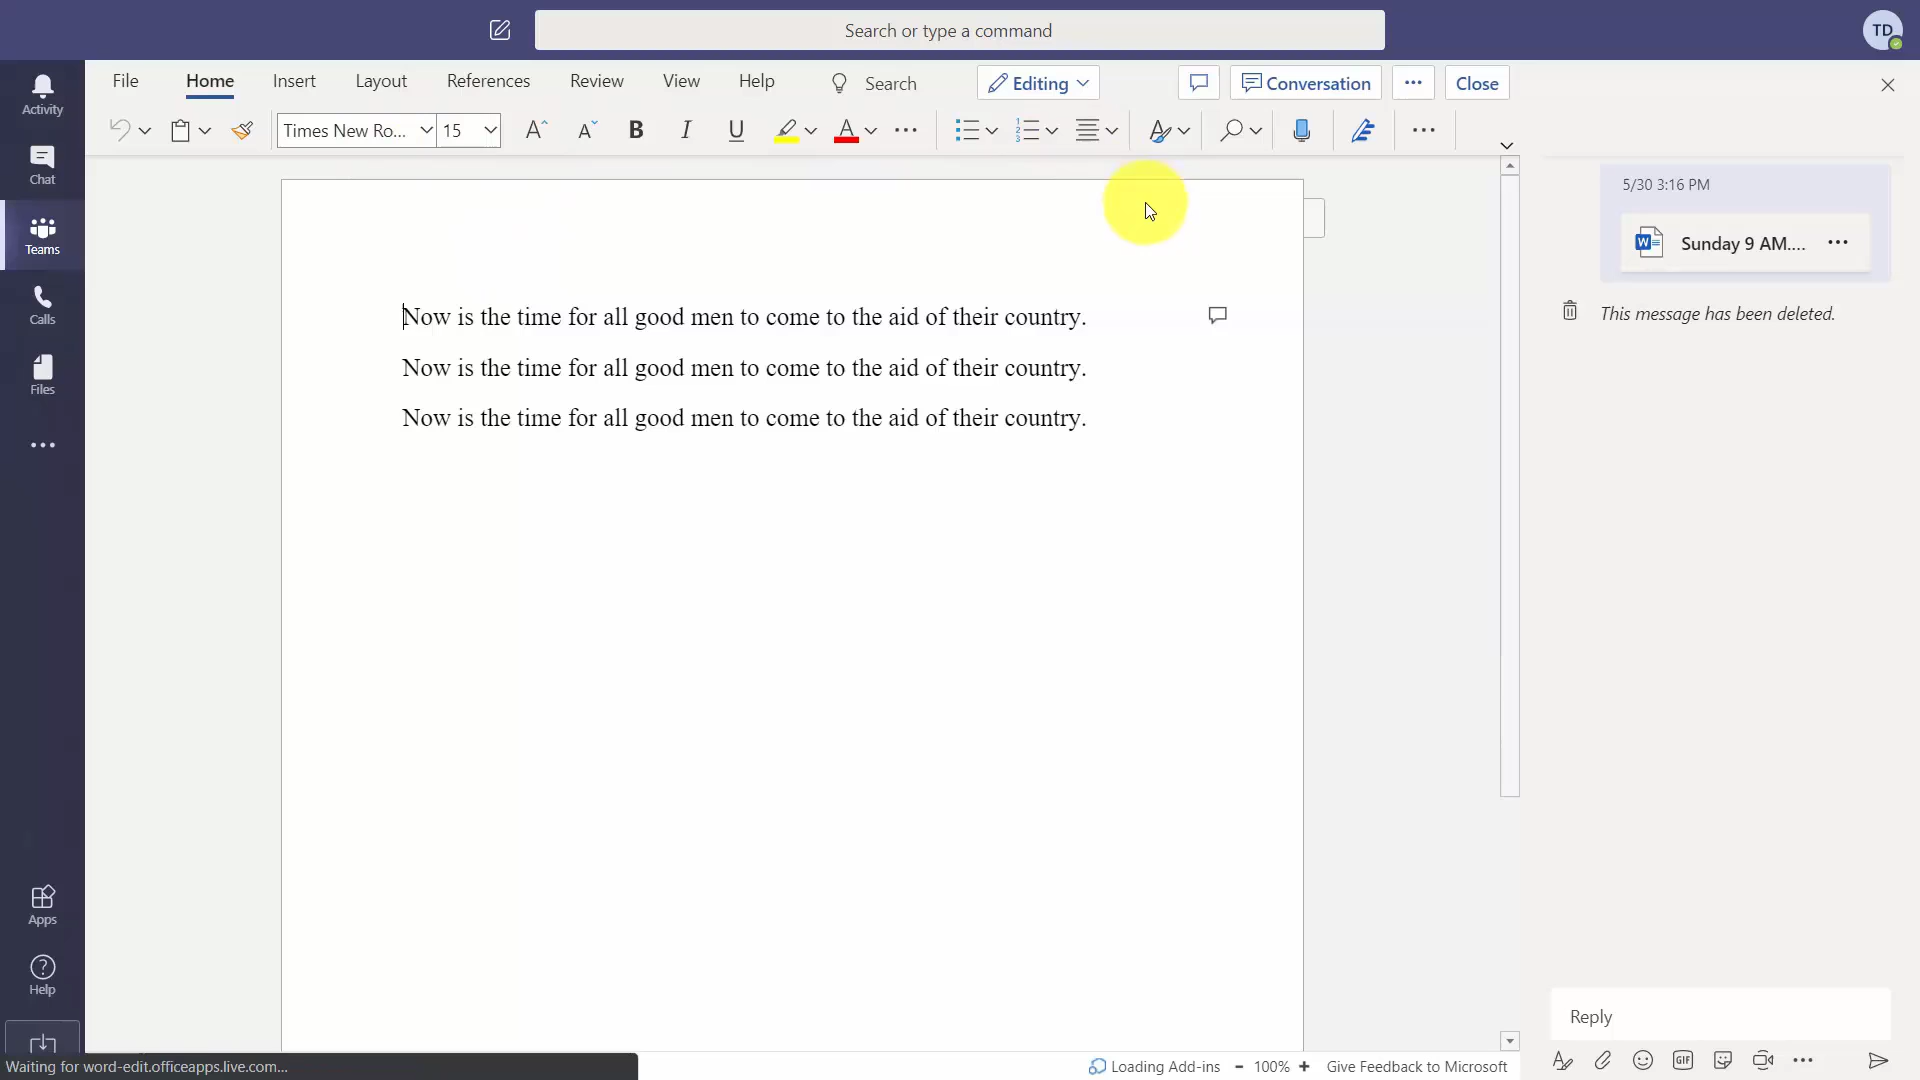 Search or type a command
TD
File Home Insert Layout References Review View Help Search Editing Conversation ... Close
Times New Ro... 15 A A B I U A ...
Activity
Chat
Teams
Calls
Files
...
Apps
Help
Now is the time for all good men to come to the aid of their country.
Now is the time for all good men to come to the aid of their country.
Now is the time for all good men to come to the aid of their country.
5/30 3:16 PM
W Sunday 9 AM.... ...
This message has been deleted.
Reply
GIF
Waiting for word-edit.officeapps.live.com...
Loading Add-ins - 100% + Give Feedback to Microsoft